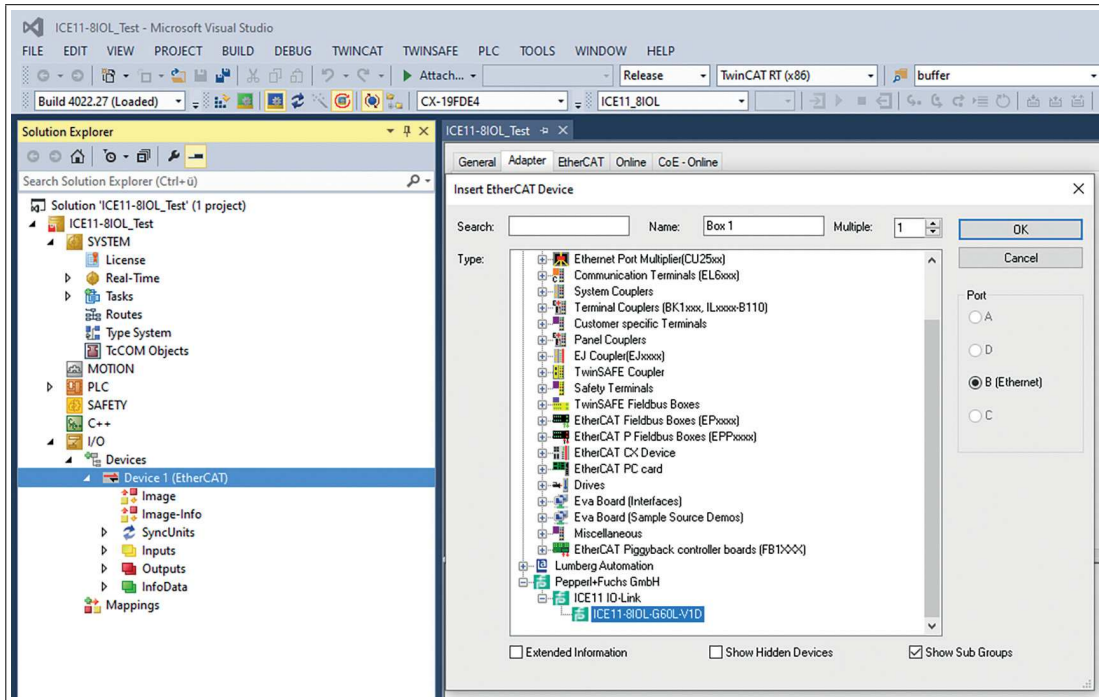 ICE11-8IOL_Test - Microsoft Visual Studio
FILE EDIT VIEW PROJECT BUILD DEBUG TWINCAT TWINSAFE PLC TOOLS WINDOW HELP
Attach... Release TwinCAT RT (x86) buffer
Build 4022.27 (Loaded) CX-19FDE4 ICE11_8IOL
Solution Explorer
Search Solution Explorer (Ctrl+ü)
Solution 'ICE11-8IOL_Test' (1 project)
ICE11-8IOL_Test
SYSTEM
License
Real-Time
Tasks
Routes
Type System
TcCOM Objects
MOTION
PLC
SAFETY
C++
I/O
Devices
Device 1 (EtherCAT)
Image
Image-Info
SyncUnits
Inputs
Outputs
InfoData
Mappings
ICE11-8IOL_Test
General Adapter EtherCAT Online CoE - Online
Insert EtherCAT Device
Search: Name: Box 1 Multiple: 1 OK
Type:
Cancel
Ethernet Port Multiplier(CU25xx)
Communication Terminals (EL6xxx)
System Couplers
Terminal Couplers (BK1xxx, ILxxxx-B110)
Customer specific Terminals
Panel Couplers
EJ Coupler(EJxxxx)
TwinSAFE Coupler
Safety Terminals
TwinSAFE Fieldbus Boxes
EtherCAT Fieldbus Boxes (EPxxxx)
EtherCAT P Fieldbus Boxes (EPPxxxx)
EtherCAT CX Device
EtherCAT PC card
Drives
Eva Board (Interfaces)
Eva Board (Sample Source Demos)
Miscellaneous
EtherCAT Piggyback controller boards (FB1XXX)
Lumberg Automation
Pepperl+Fuchs GmbH
ICE11 IO-Link
ICE11-8IOL-G60L-V1D
Port
A
D
B (Ethernet)
C
Extended Information Show Hidden Devices Show Sub Groups